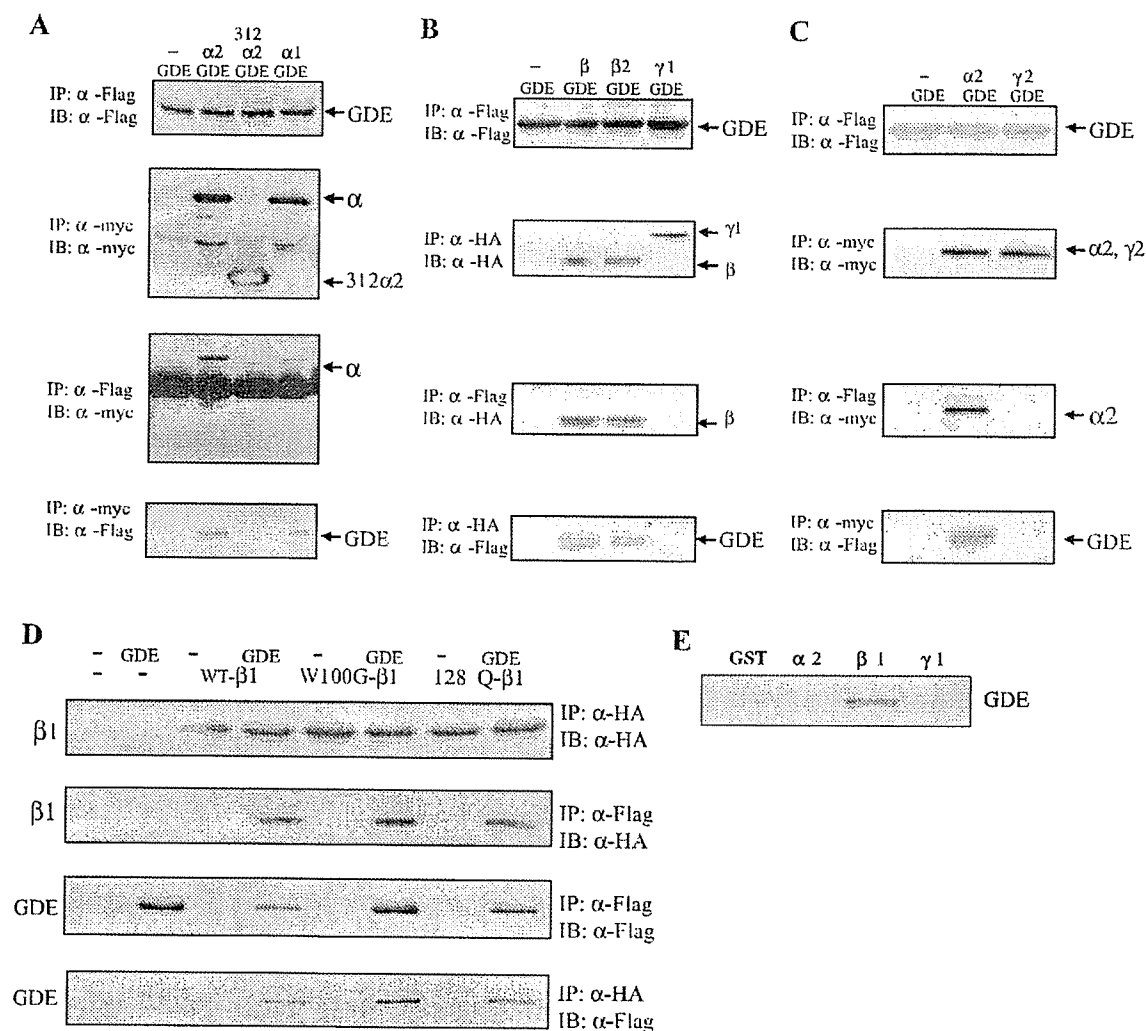 A
312
– α2 α2 α1
GDE GDE GDE GDE
IP: α -Flag
IB: α -Flag
GDE
IP: α -myc
IB: α -myc
α
312α2
IP: α -Flag
IB: α -myc
α
IP: α -myc
IB: α -Flag
GDE
B
– β β2 γ1
GDE GDE GDE GDE
IP: α -Flag
IB: α -Flag
GDE
IP: α -HA
IB: α -HA
γ1
β
IP: α -Flag
IB: α -HA
β
IP: α -HA
IB: α -Flag
GDE
C
– α2 γ2
GDE GDE GDE
IP: α -Flag
IB: α -Flag
GDE
IP: α -myc
IB: α -myc
α2, γ2
IP: α -Flag
IB: α -myc
α2
IP: α -myc
IB: α -Flag
GDE
D
– GDE – GDE – GDE – GDE
– – WT-β1 W100G-β1 128 Q-β1
β1
IP: α-HA
IB: α-HA
β1
IP: α-Flag
IB: α-HA
GDE
IP: α-Flag
IB: α-Flag
GDE
IP: α-HA
IB: α-Flag
E
GST α2 β1 γ1
GDE